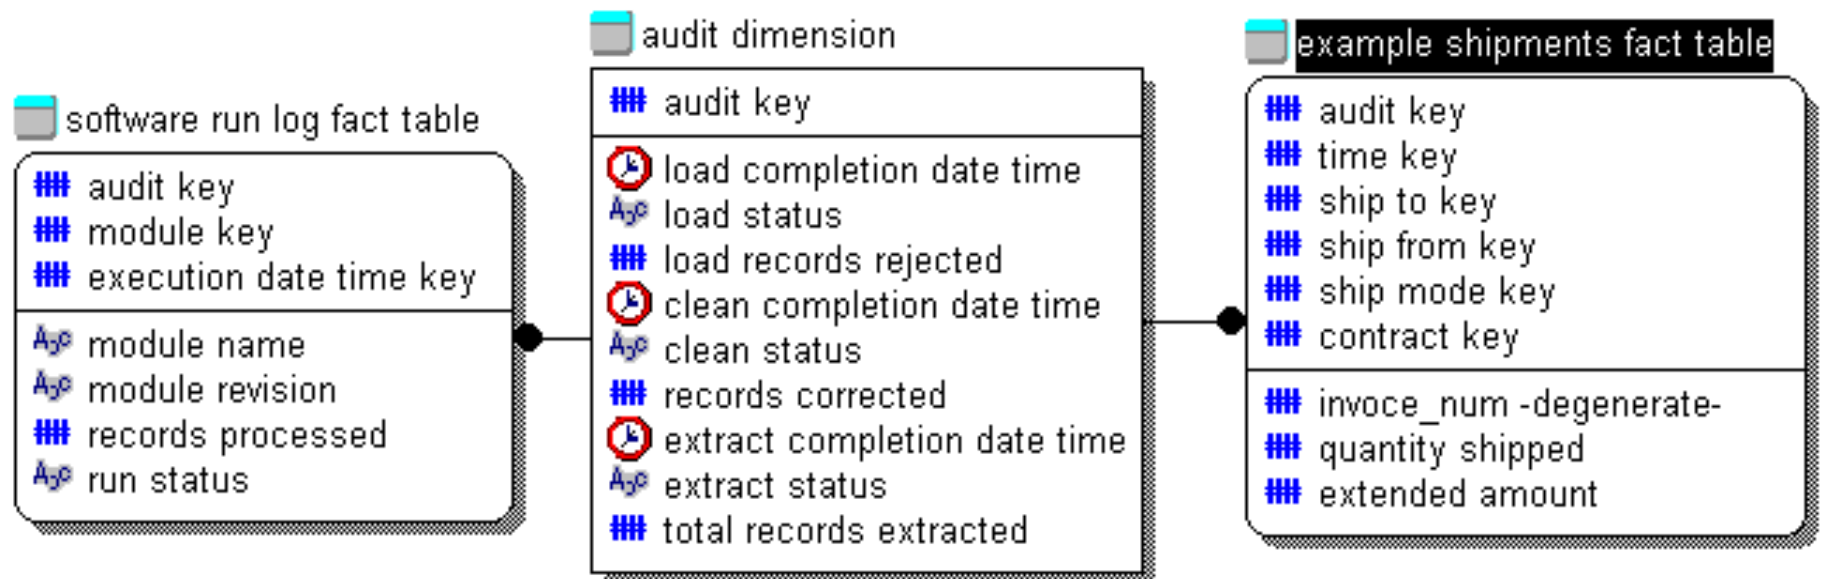 software run log fact table
audit key
module key
execution date time key
module name
module revision
records processed
run status
audit dimension
audit key
load completion date time
load status
load records rejected
clean completion date time
clean status
records corrected
extract completion date time
extract status
total records extracted
example shipments fact table
audit key
time key
ship to key
ship from key
ship mode key
contract key
invoce_num -degenerate-
quantity shipped
extended amount